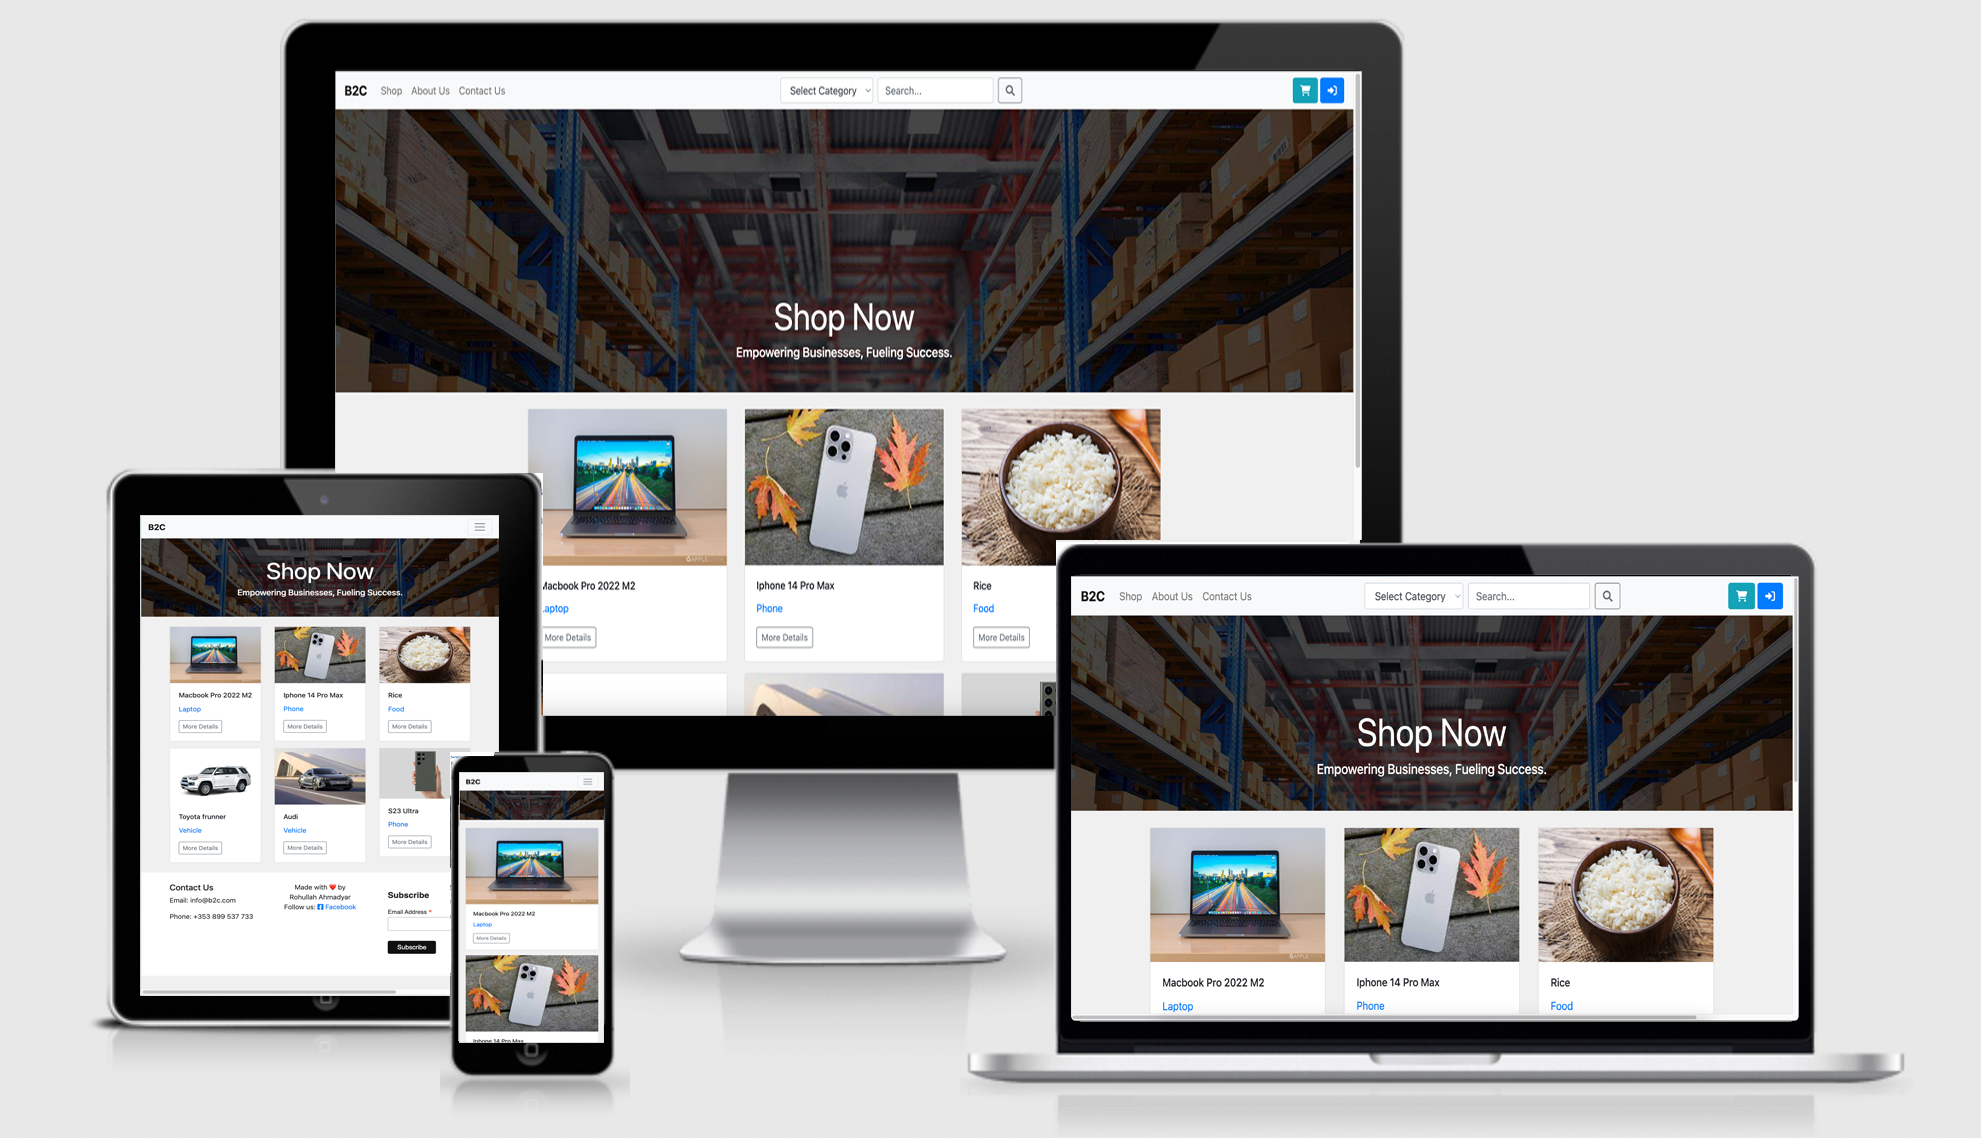 B2C Shop About Us Contact Us Select Category Search...
Shop Now
Empowering Businesses, Fueling Success.
Macbook Pro 2022 M2
Laptop
More Details
Iphone 14 Pro Max
Phone
More Details
Rice
Food
More Details
B2C
Shop Now
Empowering Businesses, Fueling Success.
Macbook Pro 2022 M2
Laptop
More Details
Iphone 14 Pro Max
Phone
More Details
Rice
Food
More Details
Toyota frunner
Vehicle
More Details
Audi
Vehicle
More Details
S23 Ultra
Phone
More Details
Contact Us
Email: info@b2c.com
Phone: +353 899 537 733
Made with ❤️ by
Rohullah Ahmadyar
Follow us: Facebook
Subscribe
Email Address *
Subscribe
B2C
Macbook Pro 2022 M2
Laptop
More Details
Iphone 14 Pro Max
B2C Shop About Us Contact Us Select Category Search...
Shop Now
Empowering Businesses, Fueling Success.
Macbook Pro 2022 M2
Laptop
Iphone 14 Pro Max
Phone
Rice
Food